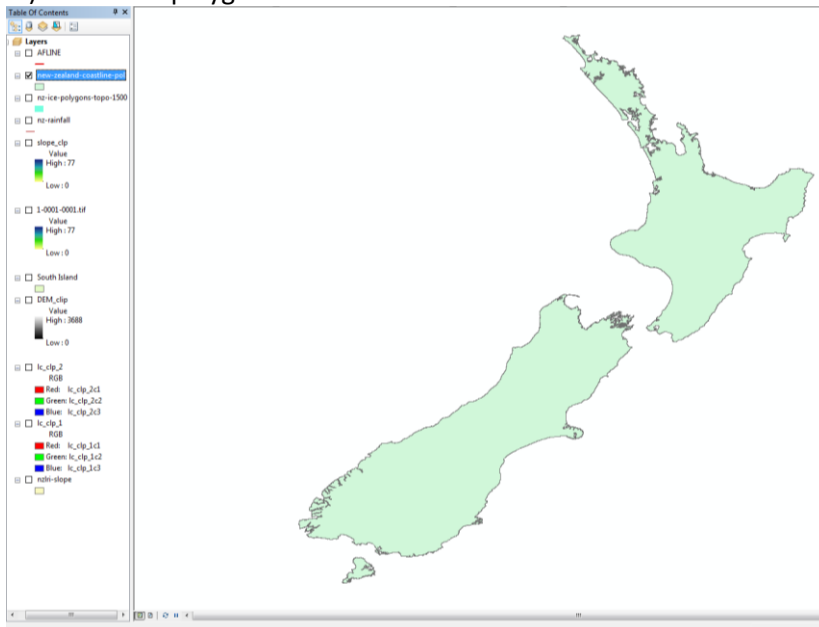 Table Of Contents
Layers
AFLINE
new-zealand-coastline-pol
nz-ice-polygons-topo-1500
nz-rainfall
slope_clp
Value
High : 77
Low : 0
1-0001-0001.tif
Value
High : 77
Low : 0
South Island
DEM_clip
Value
High : 3688
Low : 0
lc_clp_2
RGB
Red: lc_clp_2c1
Green: lc_clp_2c2
Blue: lc_clp_2c3
lc_clp_1
RGB
Red: lc_clp_1c1
Green: lc_clp_1c2
Blue: lc_clp_1c3
nzlri-slope